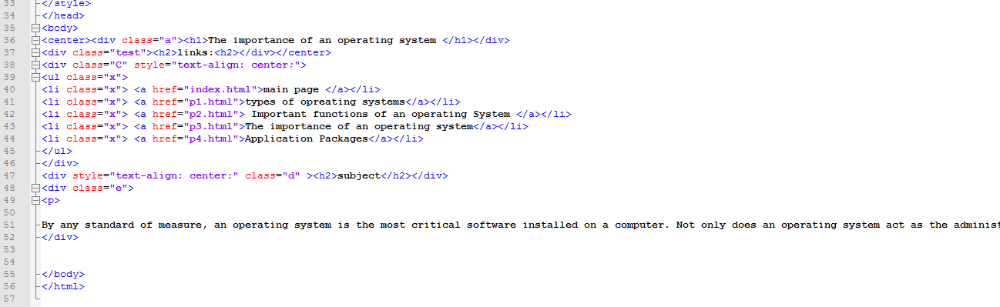 33 </style>
34 </head>
35 <body>
36 <center><div class="a"><h1>The importance of an operating system </h1></div>
37 <div class="test"><h2>links:<h2></div></center>
38 <div class="C" style="text-align: center;">
39 <ul class="x">
40 <li class="x"> <a href="index.html">main page </a></li>
41 <li class="x"> <a href="p1.html">types of opreating systems</a></li>
42 <li class="x"> <a href="p2.html"> Important functions of an operating System </a></li>
43 <li class="x"> <a href="p3.html">The importance of an operating system</a></li>
44 <li class="x"> <a href="p4.html">Application Packages</a></li>
45 </ul>
46 </div>
47 <div style="text-align: center;" class="d" ><h2>subject</h2></div>
48 <div class="e">
49 <p>
50
51 By any standard of measure, an operating system is the most critical software installed on a computer. Not only does an operating system act as the administ
52 </div>
53
54
55 </body>
56 </html>
57